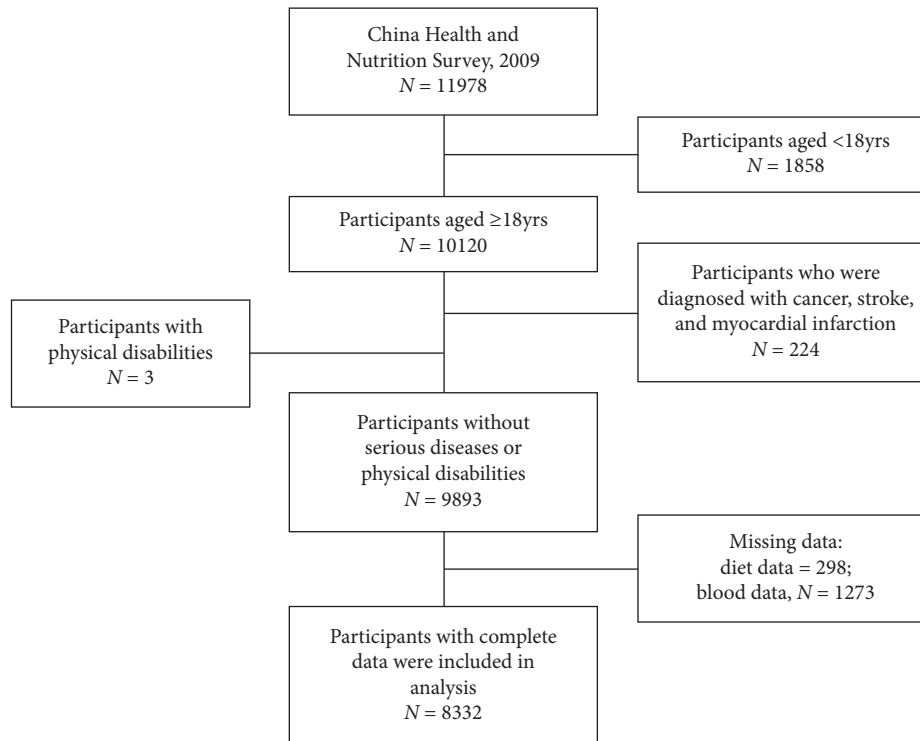 China Health and
Nutrition Survey, 2009
N = 11978
Participants aged <18yrs
N = 1858
Participants aged ≥18yrs
N = 10120
Participants who were
diagnosed with cancer, stroke,
and myocardial infarction
N = 224
Participants with
physical disabilities
N = 3
Participants without
serious diseases or
physical disabilities
N = 9893
Missing data:
diet data = 298;
blood data, N = 1273
Participants with complete
data were included in
analysis
N = 8332